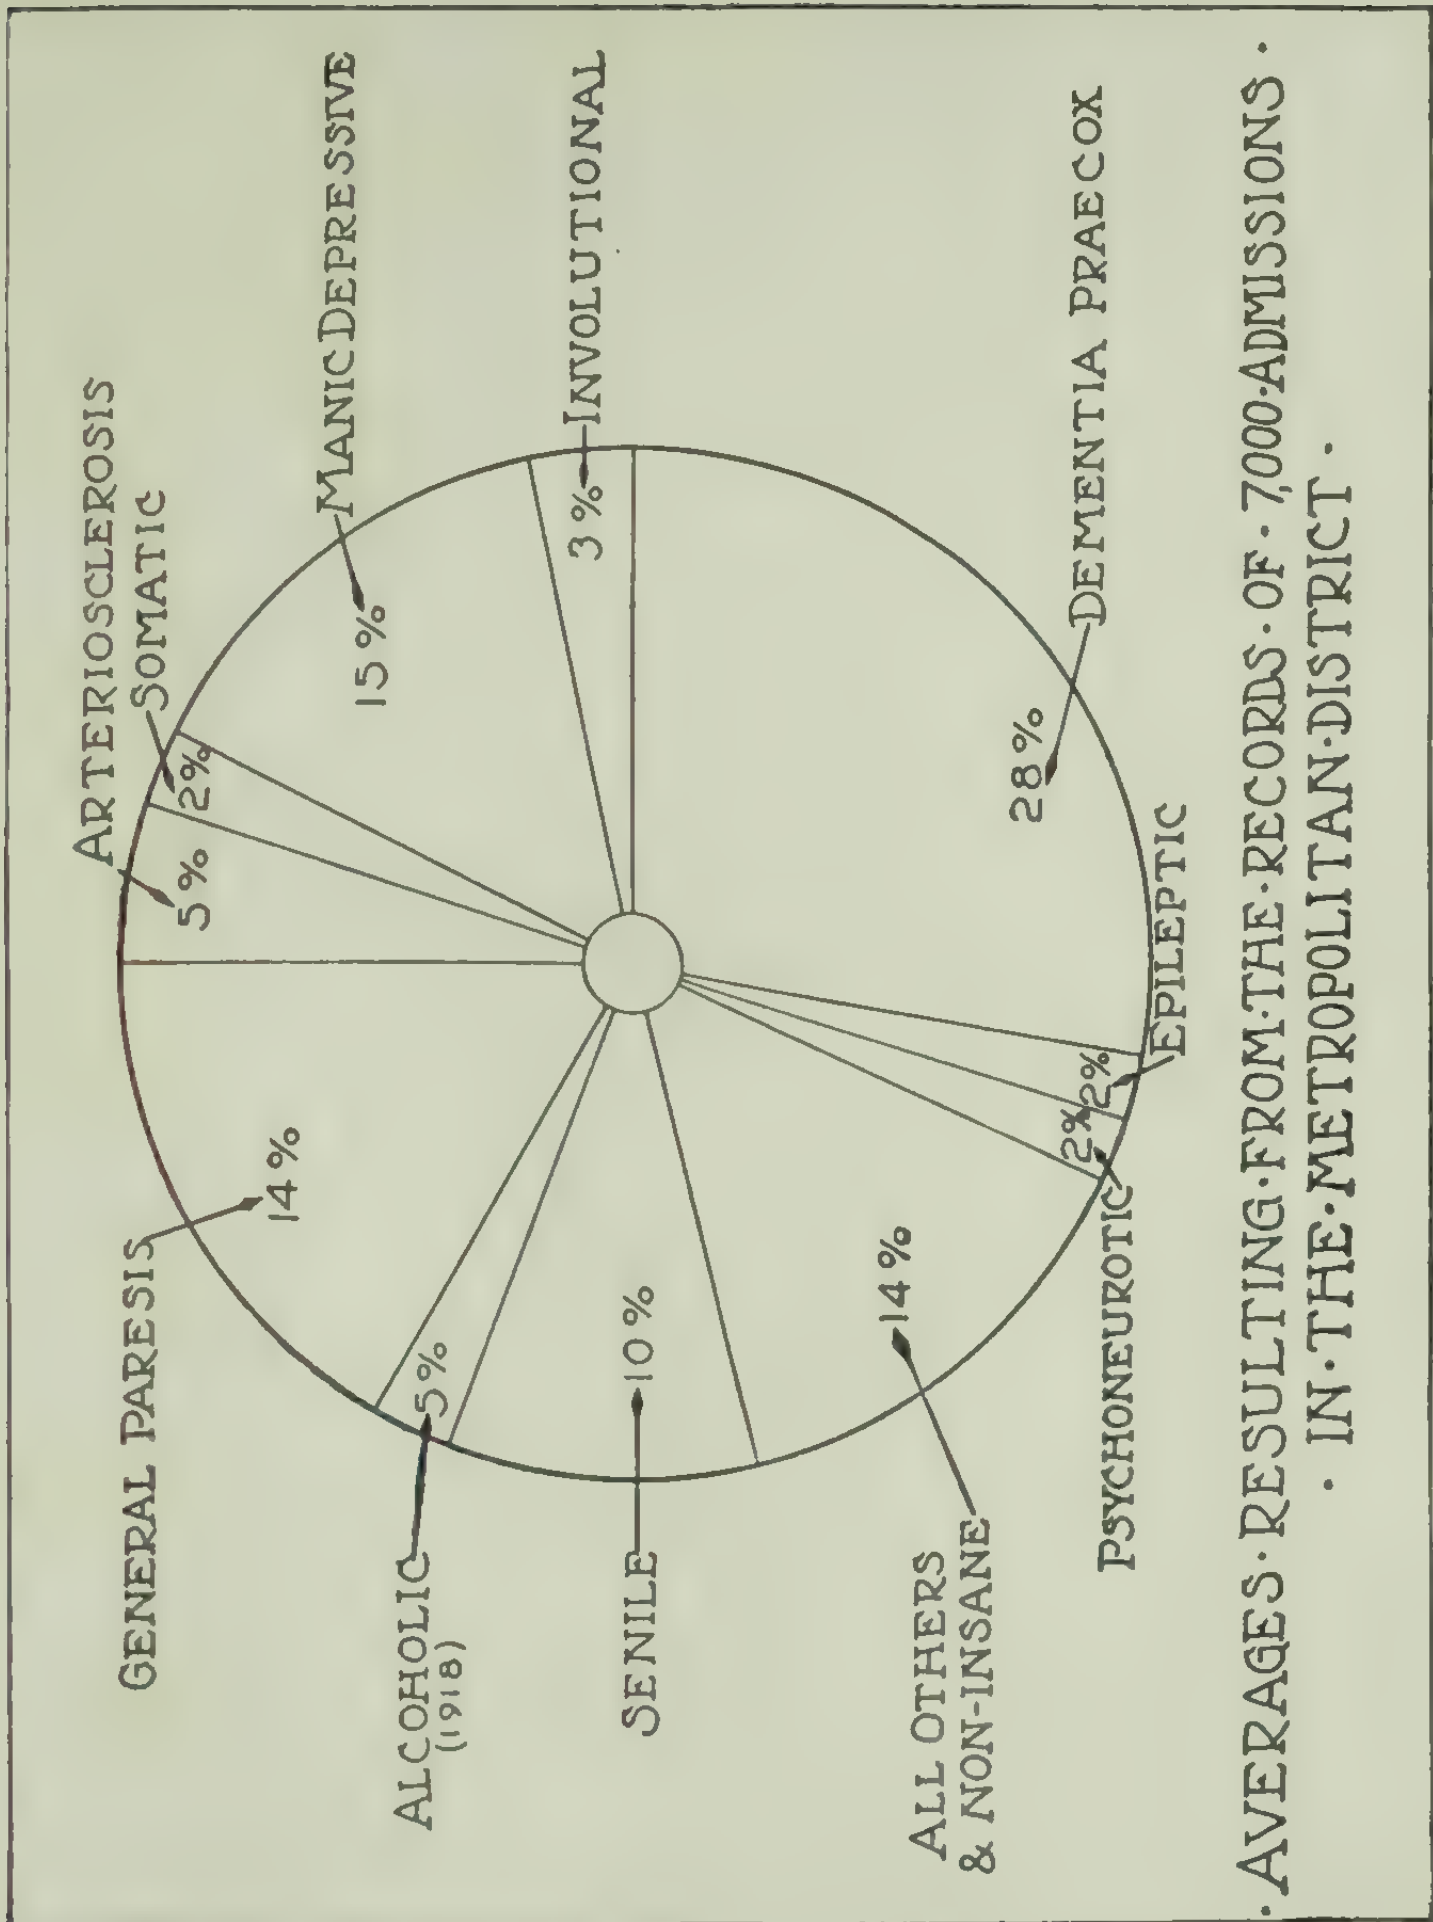 ARTERIOSCLEROSIS
SOMATIC
5%
2%
GENERAL PARESIS
14%
MANIC DEPRESSIVE
15%
ALCOHOLIC
(1918)
5%
3%
INVOLUTIONAL
SENILE
10%
ALL OTHERS
& NON-INSANE
14%
28%
DEMENTIA PRAECOX
PSYCHONEUROTIC
2%
2%
EPILEPTIC
· AVERAGES · RESULTING · FROM · THE · RECORDS · OF · 7,000 · ADMISSIONS ·
· IN · THE · METROPOLITAN · DISTRICT ·